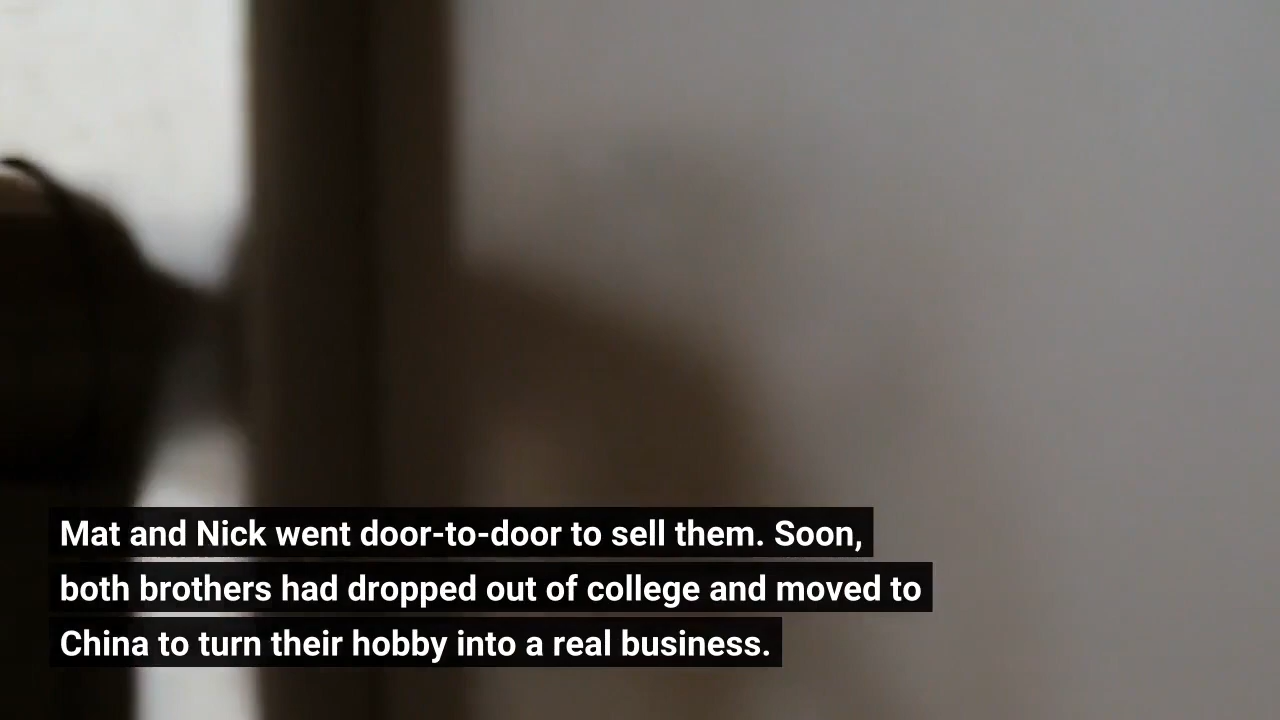 Mat and Nick went door-to-door to sell them. Soon,
both brothers had dropped out of college and moved to
China to turn their hobby into a real business.